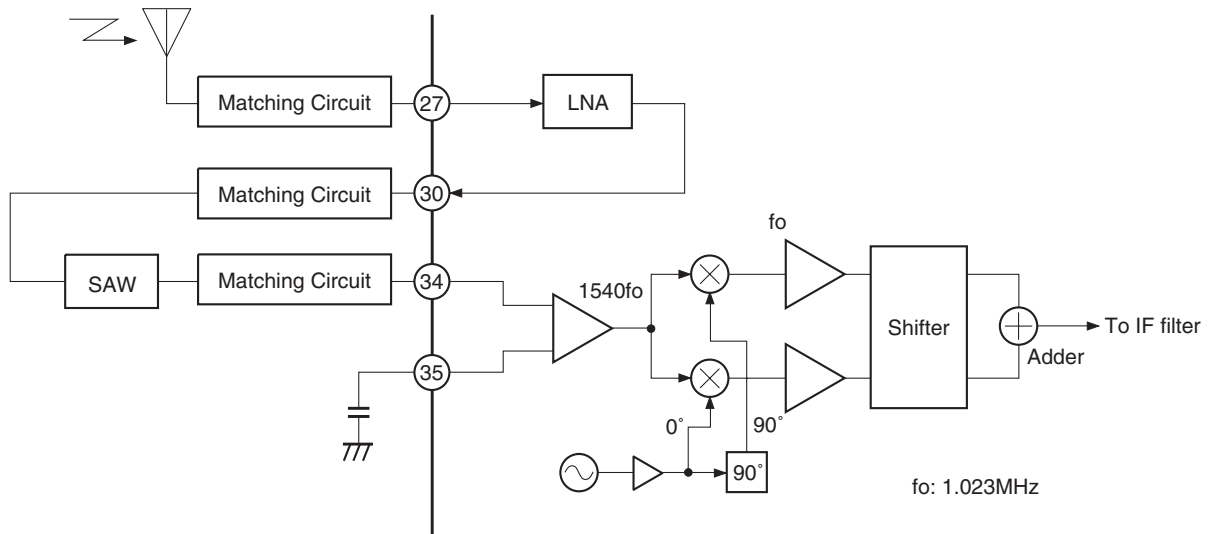 Matching Circuit
27
LNA
Matching Circuit
30
SAW
Matching Circuit
34
1540fo
fo
Shifter
To IF filter
Adder
35
0°
90°
90°
fo: 1.023MHz